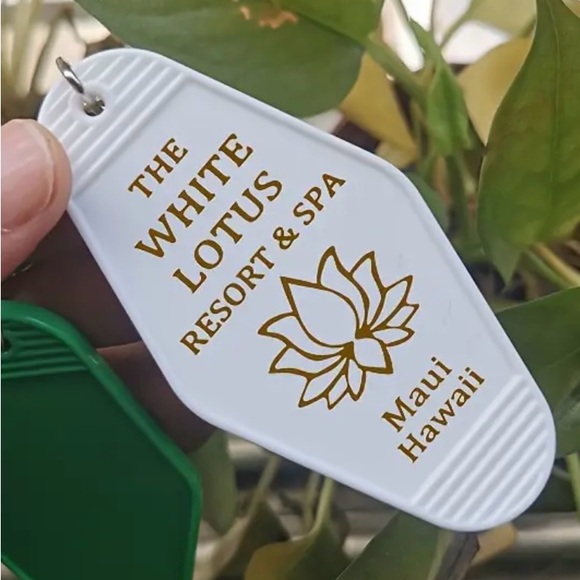 THE
WHITE
LOTUS
RESORT & SPA
Maui
Hawaii